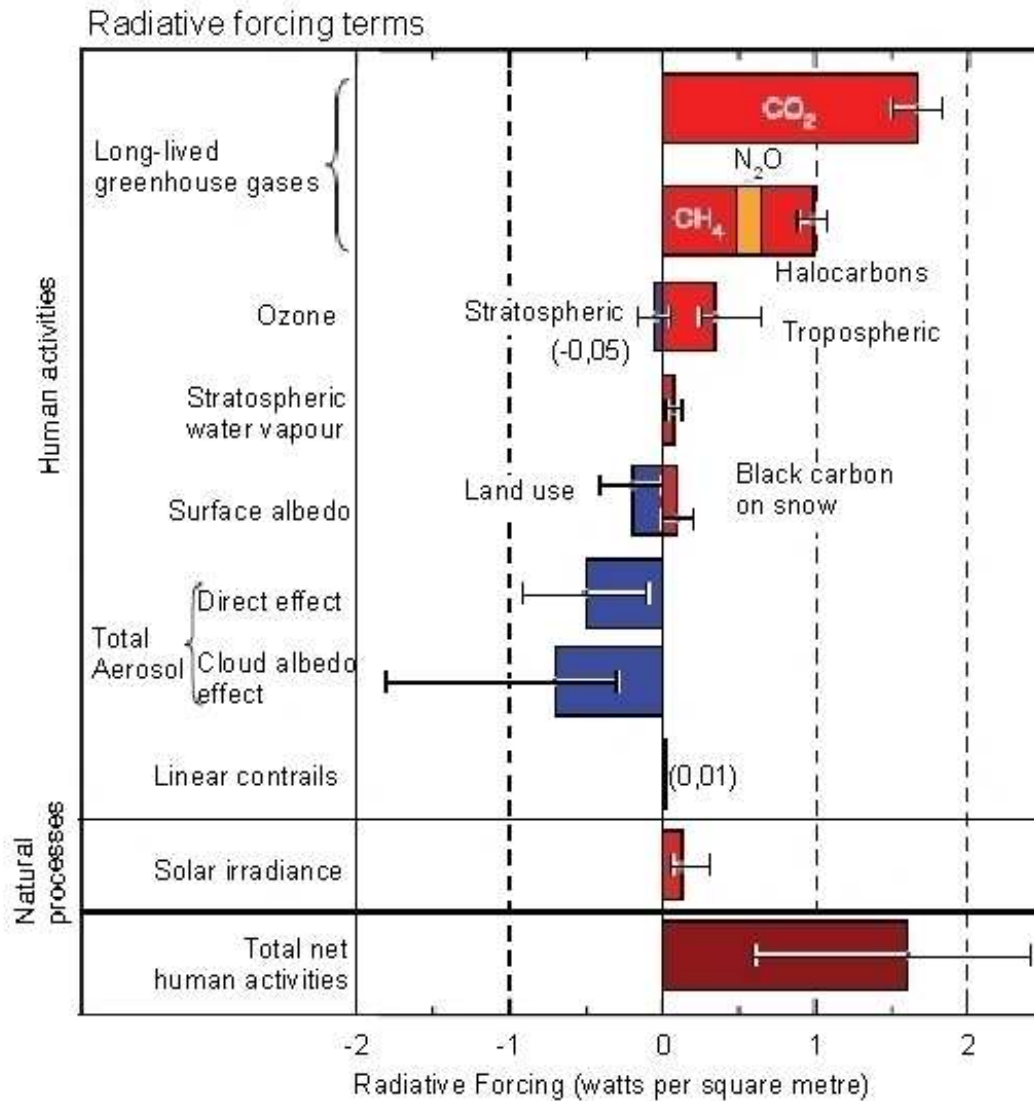 Radiative forcing terms
CO2
Long-lived
greenhouse gases
N2O
CH4
Halocarbons
Ozone
Stratospheric
(-0,05)
Tropospheric
Human activities
Stratospheric
water vapour
Surface albedo
Land use
Black carbon
on snow
Total
Aerosol
Direct effect
Cloud albedo
effect
Linear contrails
(0,01)
Natural
processes
Solar irradiance
Total net
human activities
-2 -1 0 1 2
Radiative Forcing (watts per square metre)